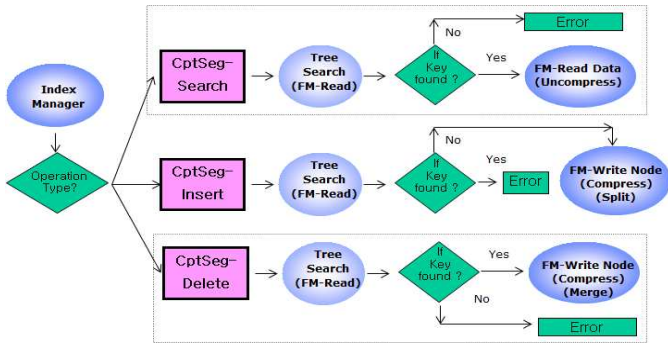 No
Error
CptSeg-
Search
Tree
Search
(FM-Read)
If
Key
found ?
Yes
FM-Read Data
(Uncompress)
Index
Manager
Operation
Type?
No
CptSeg-
Insert
Tree
Search
(FM-Read)
If
Key
found ?
Yes
Error
FM-Write Node
(Compress)
(Split)
CptSeg-
Delete
Tree
Search
(FM-Read)
If
Key
found ?
Yes
FM-Write Node
(Compress)
(Merge)
No
Error